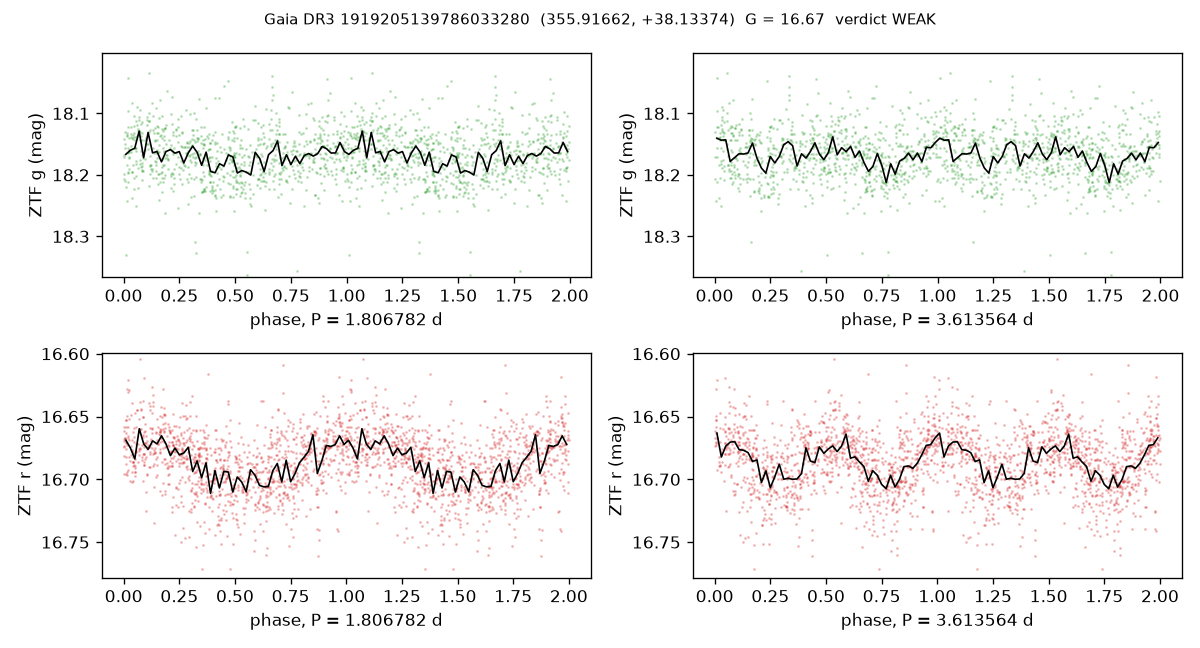 Gaia DR3 1919205139786033280 (355.91662, +38.13374) G = 16.67 verdict WEAK
ZTF g (mag)
18.1
18.2
18.3
0.00 0.25 0.50 0.75 1.00 1.25 1.50 1.75 2.00
phase, P = 1.806782 d
ZTF g (mag)
18.1
18.2
18.3
0.00 0.25 0.50 0.75 1.00 1.25 1.50 1.75 2.00
phase, P = 3.613564 d
ZTF r (mag)
16.60
16.65
16.70
16.75
0.00 0.25 0.50 0.75 1.00 1.25 1.50 1.75 2.00
phase, P = 1.806782 d
ZTF r (mag)
16.60
16.65
16.70
16.75
0.00 0.25 0.50 0.75 1.00 1.25 1.50 1.75 2.00
phase, P = 3.613564 d